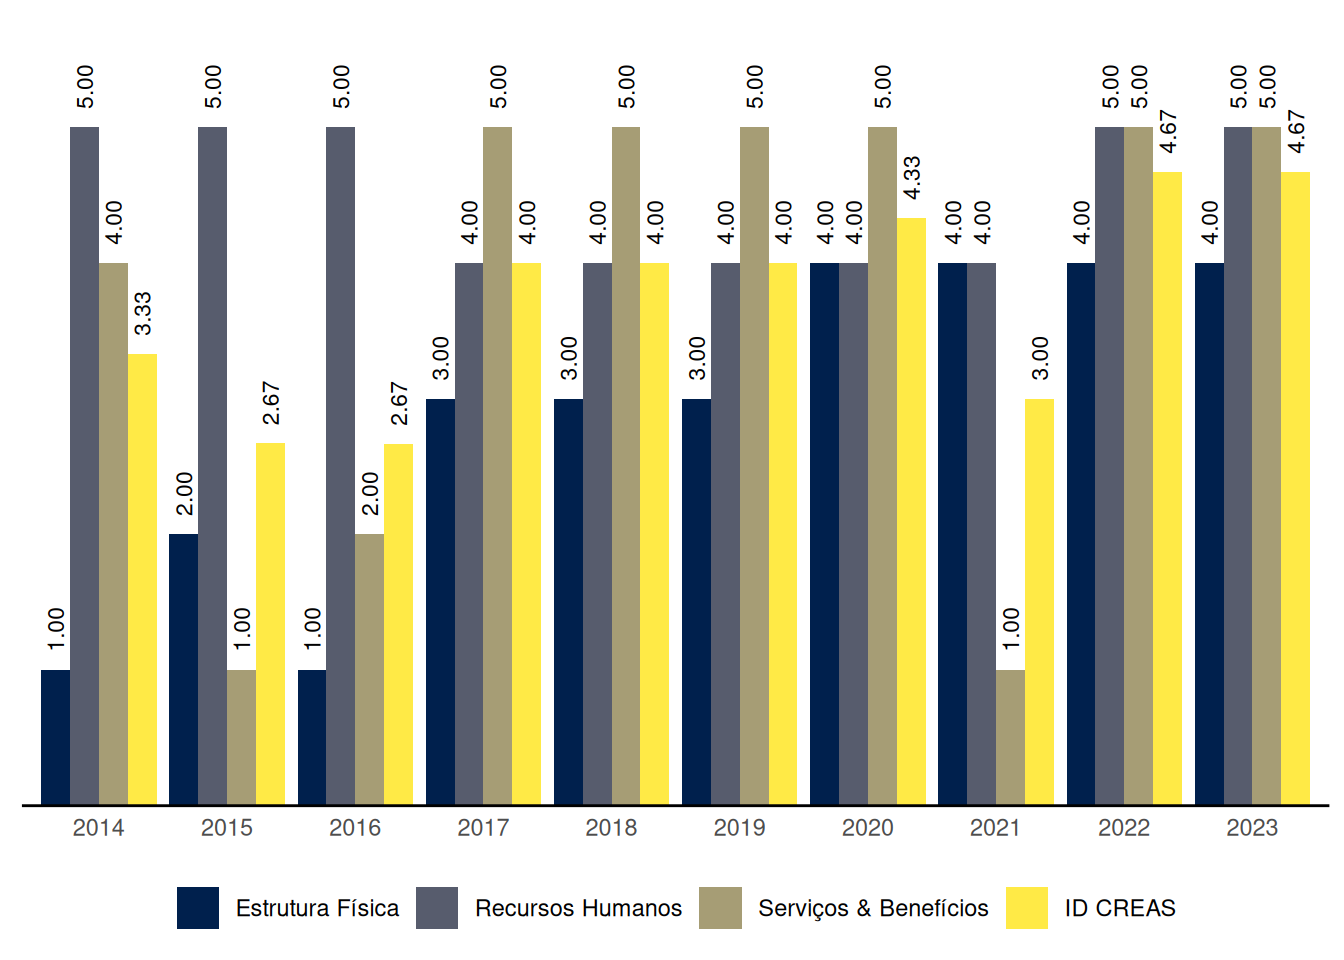 1.00 5.00 4.00 3.33
2.00 5.00 1.00 2.67
1.00 5.00 2.00 2.67
3.00 4.00 5.00 4.00
3.00 4.00 5.00 4.00
3.00 4.00 5.00 4.00
4.00 4.00 5.00 4.33
4.00 4.00 1.00 3.00
4.00 5.00 5.00 4.67
4.00 5.00 5.00 4.67
2014 2015 2016 2017 2018 2019 2020 2021 2022 2023
Estrutura Física Recursos Humanos Serviços & Benefícios ID CREAS